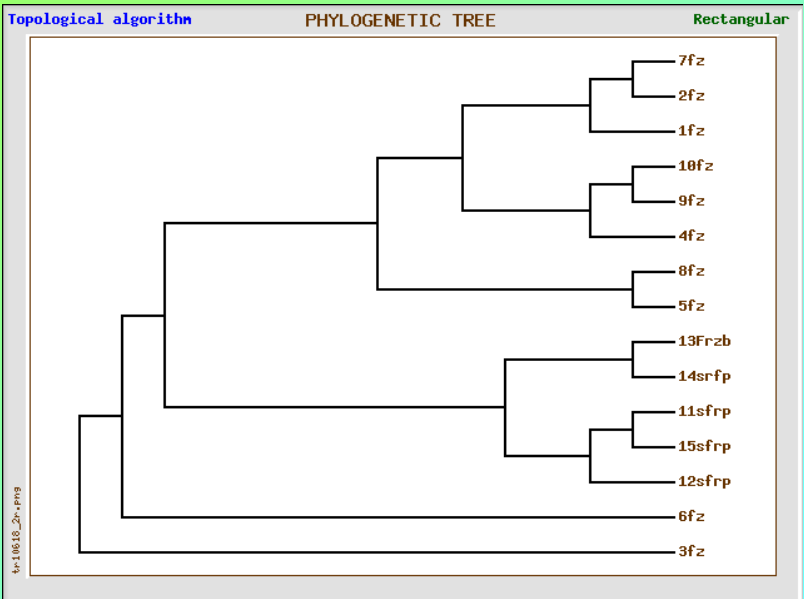 Topological algorithm
PHYLOGENETIC TREE
Rectangular
7fz
2fz
1fz
10fz
9fz
4fz
8fz
5fz
13Frzb
14srfp
11sfrp
15sfrp
12sfrp
6fz
3fz
tr10618_2r.png